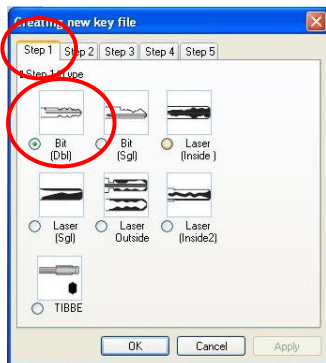 Creating new key file
Step 1 Step 2 Step 3 Step 4 Step 5
Bit (Dbl)
Bit (Sgl)
Laser (Inside )
Laser (Sgl)
Laser Outside
Laser (Inside2)
TIBBE
OK Cancel Apply